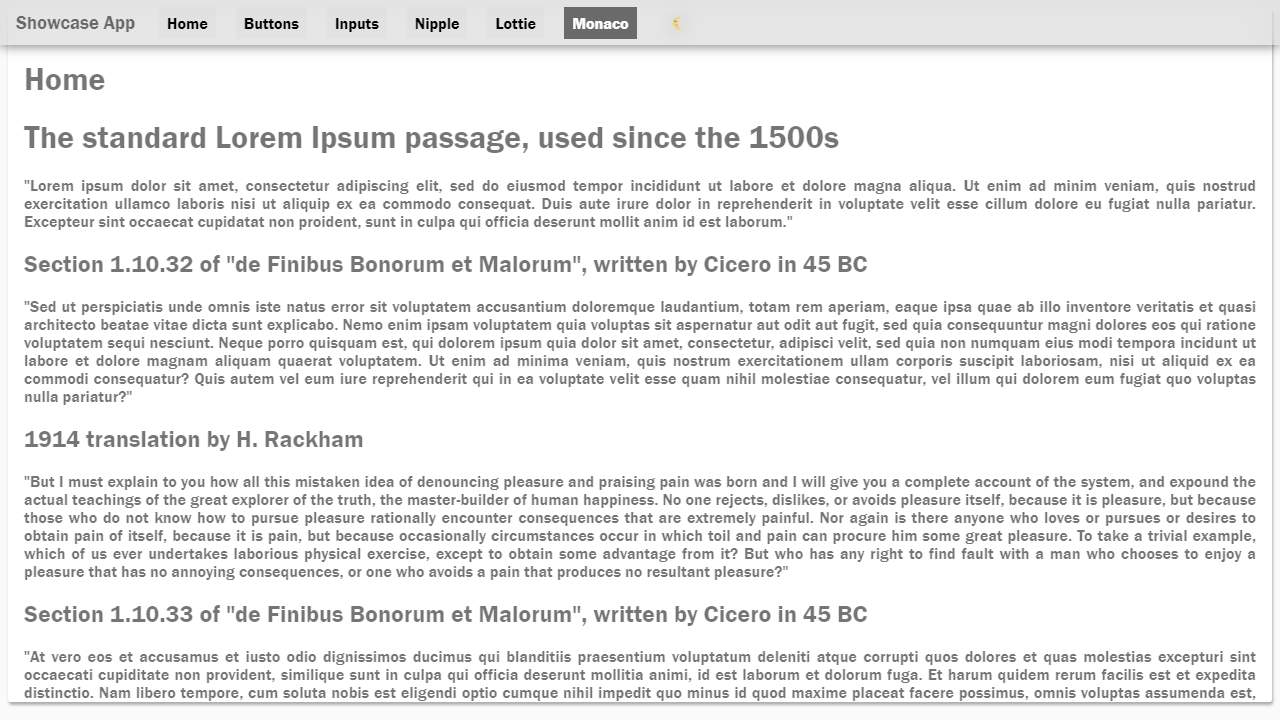 Showcase App Home Buttons Inputs Nipple Lottie Monaco
Home
The standard Lorem Ipsum passage, used since the 1500s
"Lorem ipsum dolor sit amet, consectetur adipiscing elit, sed do eiusmod tempor incididunt ut labore et dolore magna aliqua. Ut enim ad minim veniam, quis nostrud
exercitation ullamco laboris nisi ut aliquip ex ea commodo consequat. Duis aute irure dolor in reprehenderit in voluptate velit esse cillum dolore eu fugiat nulla pariatur.
Excepteur sint occaecat cupidatat non proident, sunt in culpa qui officia deserunt mollit anim id est laborum."
Section 1.10.32 of "de Finibus Bonorum et Malorum", written by Cicero in 45 BC
"Sed ut perspiciatis unde omnis iste natus error sit voluptatem accusantium doloremque laudantium, totam rem aperiam, eaque ipsa quae ab illo inventore veritatis et quasi
architecto beatae vitae dicta sunt explicabo. Nemo enim ipsam voluptatem quia voluptas sit aspernatur aut odit aut fugit, sed quia consequuntur magni dolores eos qui ratione
voluptatem sequi nesciunt. Neque porro quisquam est, qui dolorem ipsum quia dolor sit amet, consectetur, adipisci velit, sed quia non numquam eius modi tempora incidunt ut
labore et dolore magnam aliquam quaerat voluptatem. Ut enim ad minima veniam, quis nostrum exercitationem ullam corporis suscipit laboriosam, nisi ut aliquid ex ea
commodi consequatur? Quis autem vel eum iure reprehenderit qui in ea voluptate velit esse quam nihil molestiae consequatur, vel illum qui dolorem eum fugiat quo voluptas
nulla pariatur?"
1914 translation by H. Rackham
"But I must explain to you how all this mistaken idea of denouncing pleasure and praising pain was born and I will give you a complete account of the system, and expound the
actual teachings of the great explorer of the truth, the master-builder of human happiness. No one rejects, dislikes, or avoids pleasure itself, because it is pleasure, but because
those who do not know how to pursue pleasure rationally encounter consequences that are extremely painful. Nor again is there anyone who loves or pursues or desires to
obtain pain of itself, because it is pain, but because occasionally circumstances occur in which toil and pain can procure him some great pleasure. To take a trivial example,
which of us ever undertakes laborious physical exercise, except to obtain some advantage from it? But who has any right to find fault with a man who chooses to enjoy a
pleasure that has no annoying consequences, or one who avoids a pain that produces no resultant pleasure?"
Section 1.10.33 of "de Finibus Bonorum et Malorum", written by Cicero in 45 BC
"At vero eos et accusamus et iusto odio dignissimos ducimus qui blanditiis praesentium voluptatum deleniti atque corrupti quos dolores et quas molestias excepturi sint
occaecati cupiditate non provident, similique sunt in culpa qui officia deserunt mollitia animi, id est laborum et dolorum fuga. Et harum quidem rerum facilis est et expedita
distinctio. Nam libero tempore, cum soluta nobis est eligendi optio cumque nihil impedit quo minus id quod maxime placeat facere possimus, omnis voluptas assumenda est,